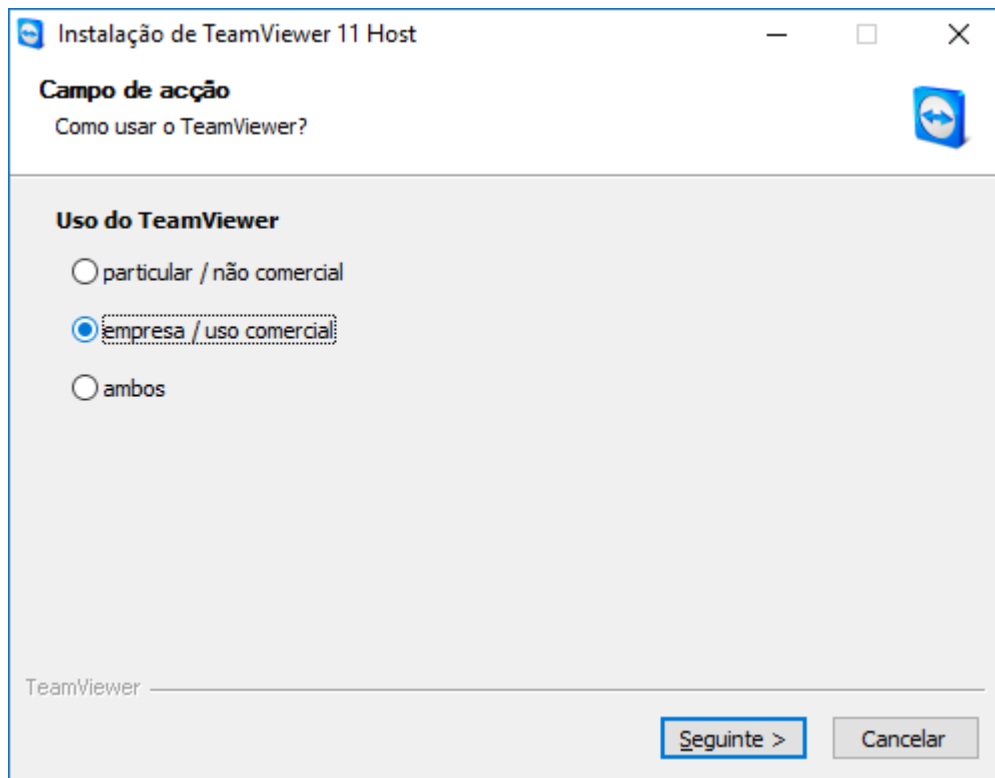 Instalação de TeamViewer 11 Host
Campo de acção
Como usar o TeamViewer?
Uso do TeamViewer
particular / não comercial
empresa / uso comercial
ambos
TeamViewer
Seguinte >
Cancelar